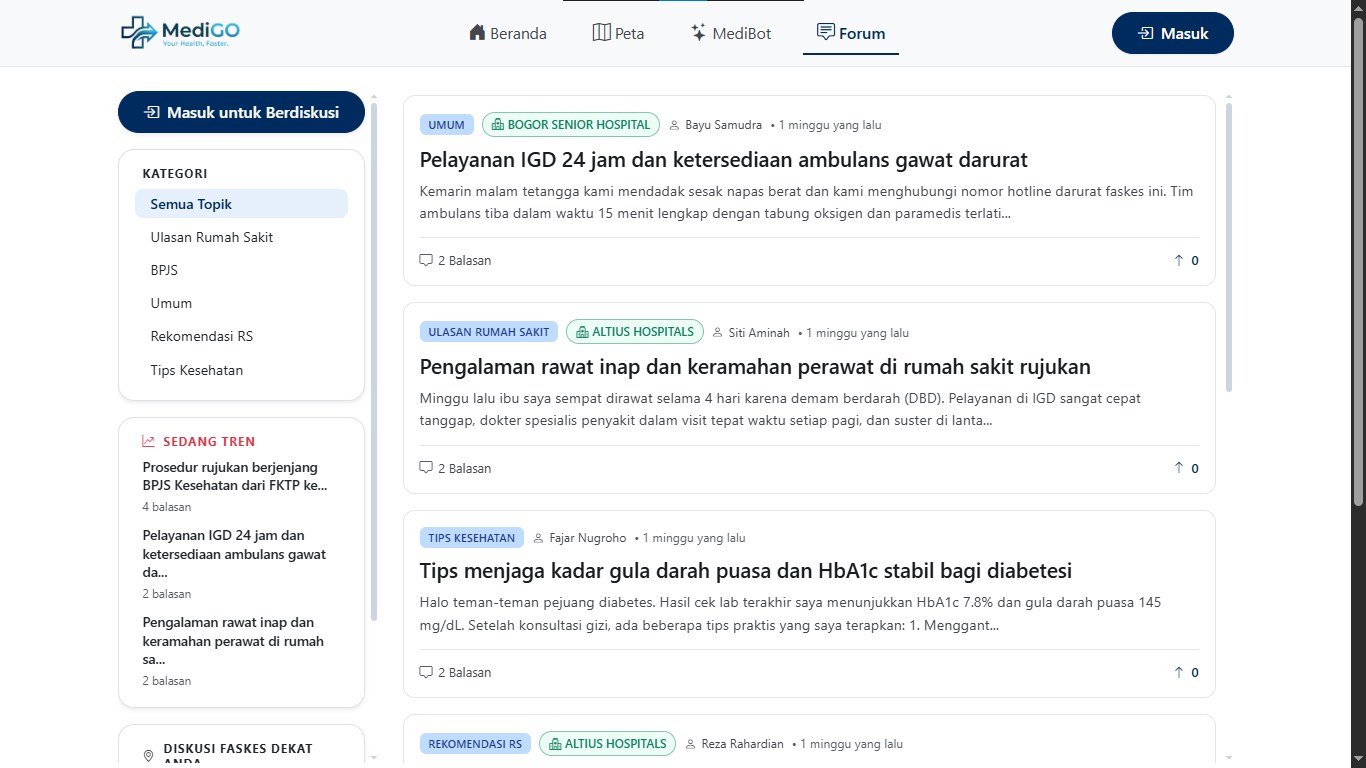 MediGO
Your Health, Faster.
Beranda
Peta
MediBot
Forum
Masuk
Masuk untuk Berdiskusi
KATEGORI
Semua Topik
Ulasan Rumah Sakit
BPJS
Umum
Rekomendasi RS
Tips Kesehatan
SEDANG TREN
Prosedur rujukan berjenjang
BPJS Kesehatan dari FKTP ke...
4 balasan
Pelayanan IGD 24 jam dan
ketersediaan ambulans gawat
da...
2 balasan
Pengalaman rawat inap dan
keramahan perawat di rumah
sa...
2 balasan
DISKUSI FASKES DEKAT
ANDA
UMUM BOGOR SENIOR HOSPITAL Bayu Samudra • 1 minggu yang lalu
Pelayanan IGD 24 jam dan ketersediaan ambulans gawat darurat
Kemarin malam tetangga kami mendadak sesak napas berat dan kami menghubungi nomor hotline darurat faskes ini. Tim
ambulans tiba dalam waktu 15 menit lengkap dengan tabung oksigen dan paramedis terlati...
2 Balasan
0
ULASAN RUMAH SAKIT ALTIUS HOSPITALS Siti Aminah • 1 minggu yang lalu
Pengalaman rawat inap dan keramahan perawat di rumah sakit rujukan
Minggu lalu ibu saya sempat dirawat selama 4 hari karena demam berdarah (DBD). Pelayanan di IGD sangat cepat
tanggap, dokter spesialis penyakit dalam visit tepat waktu setiap pagi, dan suster di lanta...
2 Balasan
0
TIPS KESEHATAN Fajar Nugroho • 1 minggu yang lalu
Tips menjaga kadar gula darah puasa dan HbA1c stabil bagi diabetesi
Halo teman-teman pejuang diabetes. Hasil cek lab terakhir saya menunjukkan HbA1c 7.8% dan gula darah puasa 145
mg/dL. Setelah konsultasi gizi, ada beberapa tips praktis yang saya terapkan: 1. Menggant...
2 Balasan
0
REKOMENDASI RS ALTIUS HOSPITALS Reza Rahardian • 1 minggu yang lalu